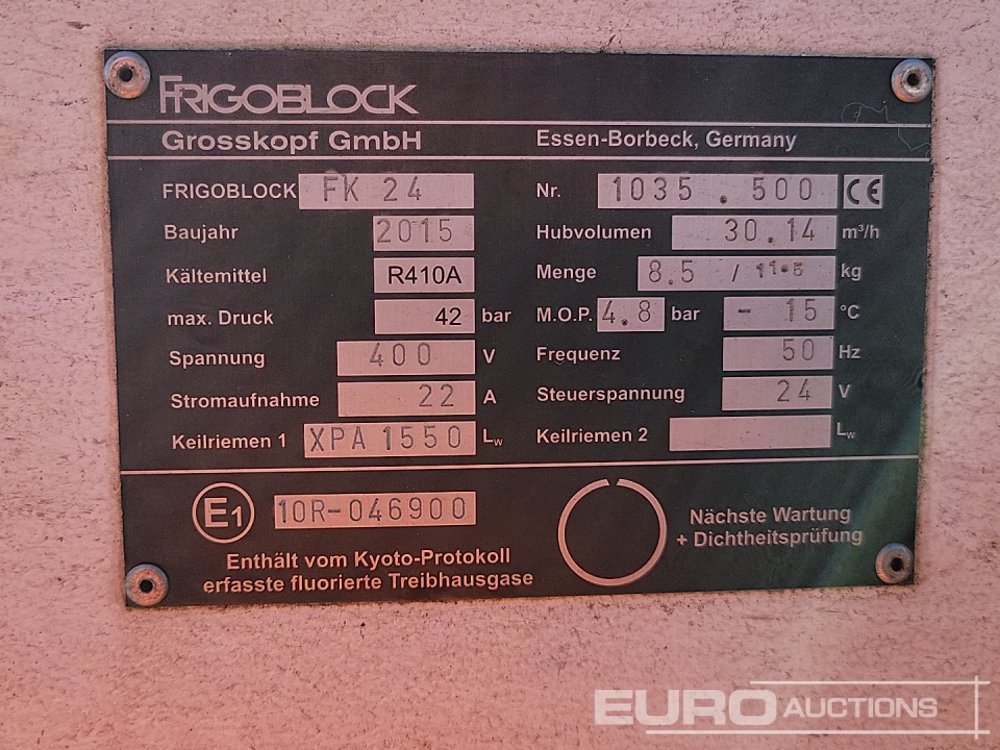 FRIGOBLOCK
Grosskopf GmbH Essen-Borbeck, Germany
FRIGOBLOCK FK 24 Nr. 1035.500 CE
Baujahr 2015 Hubvolumen 30.14 m³/h
Kältemittel R410A Menge 8.5 / 11.5 kg
max. Druck 42 bar M.O.P. 4.8 bar - 15 °C
Spannung 400 V Frequenz 50 Hz
Stromaufnahme 22 A Steuerspannung 24 V
Keilriemen 1 XPA 1550 Lw Keilriemen 2 Lw
E1 10R-046900
Enthält vom Kyoto-Protokoll
erfasste fluorierte Treibhausgase
Nächste Wartung
+ Dichtheitsprüfung
EURO AUCTIONS